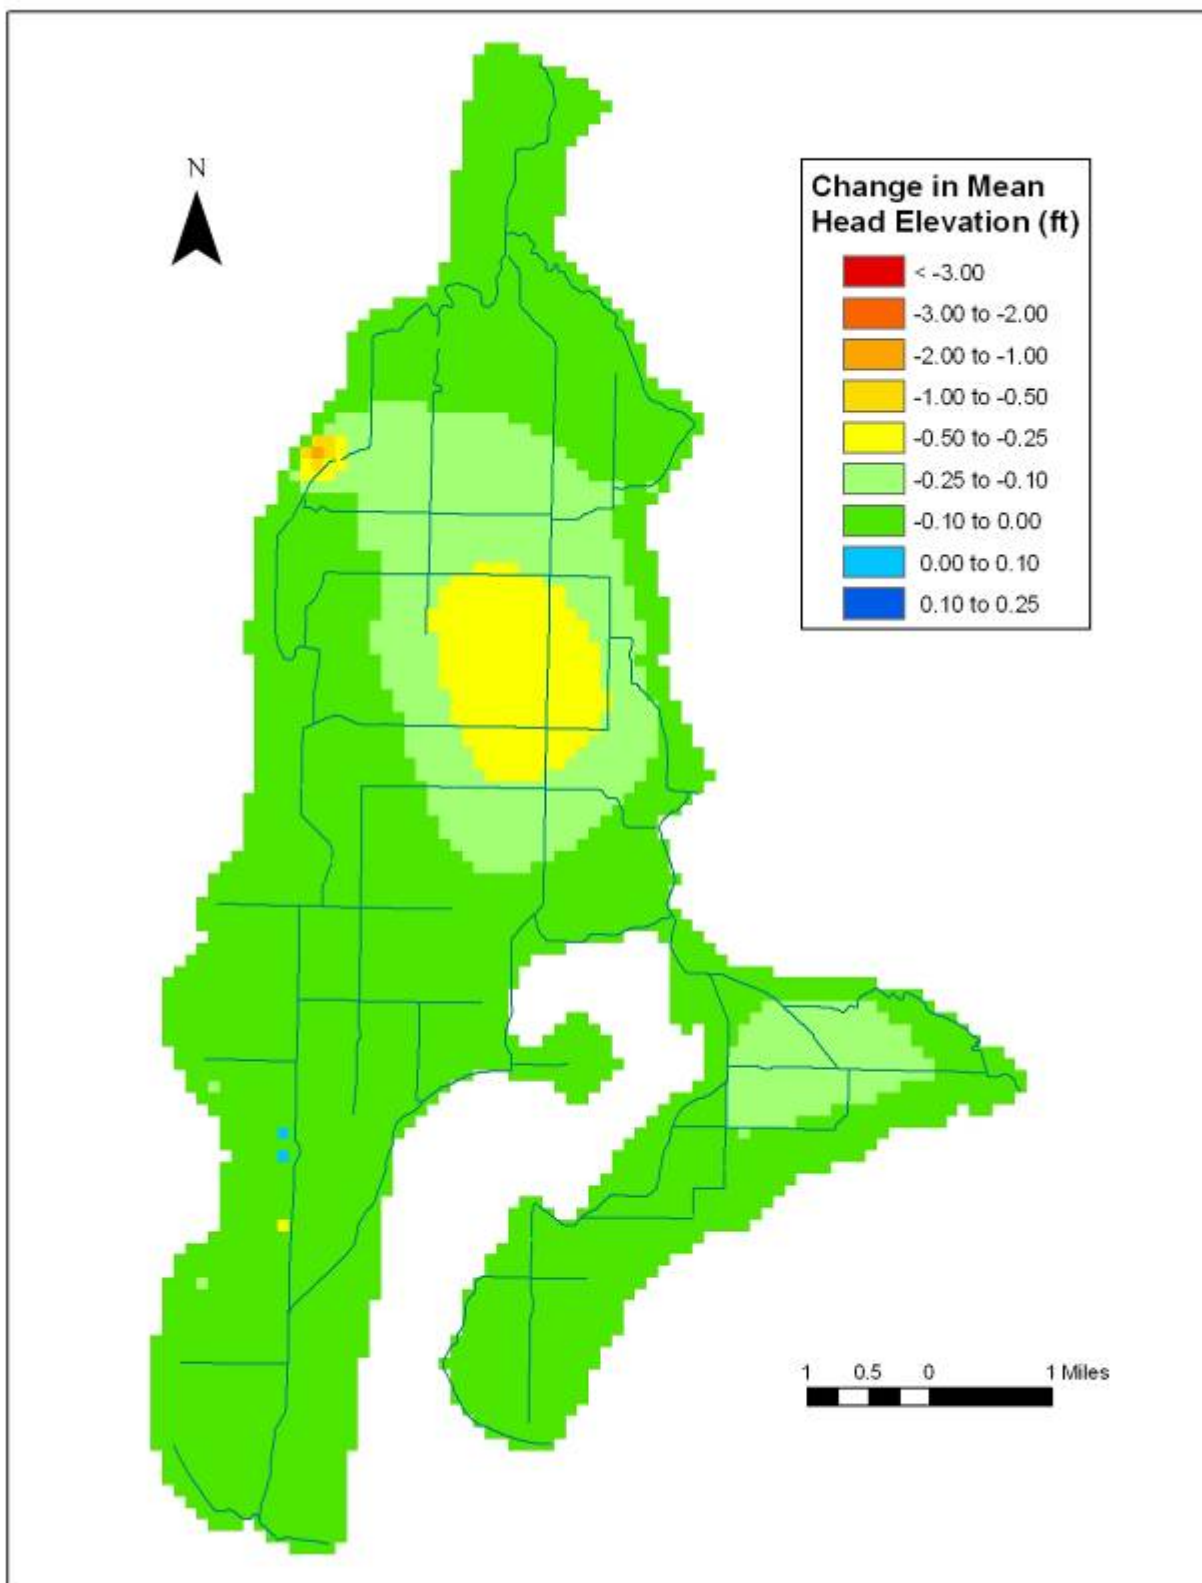 N
Change in Mean
Head Elevation (ft)
< -3.00
-3.00 to -2.00
-2.00 to -1.00
-1.00 to -0.50
-0.50 to -0.25
-0.25 to -0.10
-0.10 to 0.00
0.00 to 0.10
0.10 to 0.25
1 0.5 0 1 Miles